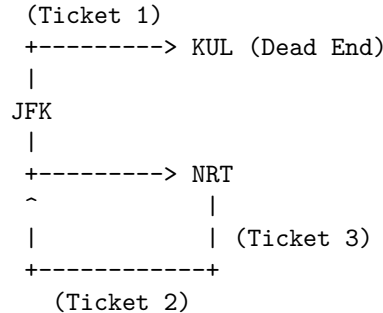 (Ticket 1)
+---------> KUL (Dead End)
|
JFK
|
+---------> NRT
^ |
| | (Ticket 3)
+------------+
(Ticket 2)